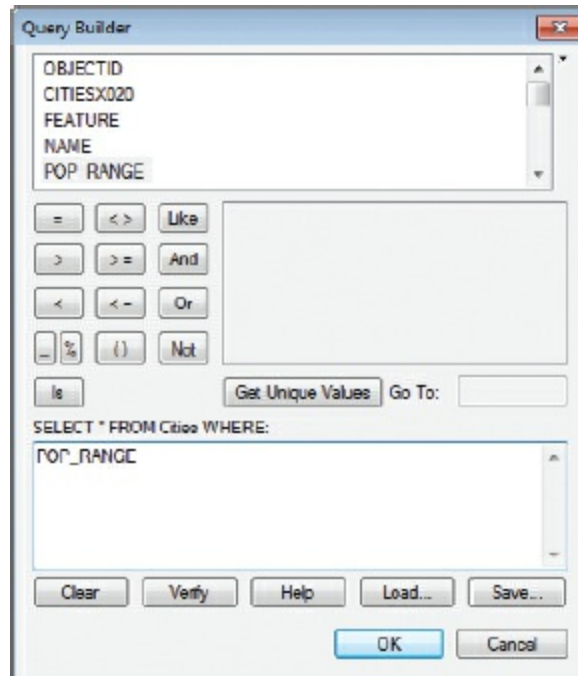 Query Builder
OBJECTID
CITIESX020
FEATURE
NAME
POP_RANGE
= < > Like
> > = And
< < = Or
_ % () Not
Is Get Unique Values Go To:
SELECT * FROM Cities WHERE:
POP_RANGE
Clear Verify Help Load... Save...
OK Cancel